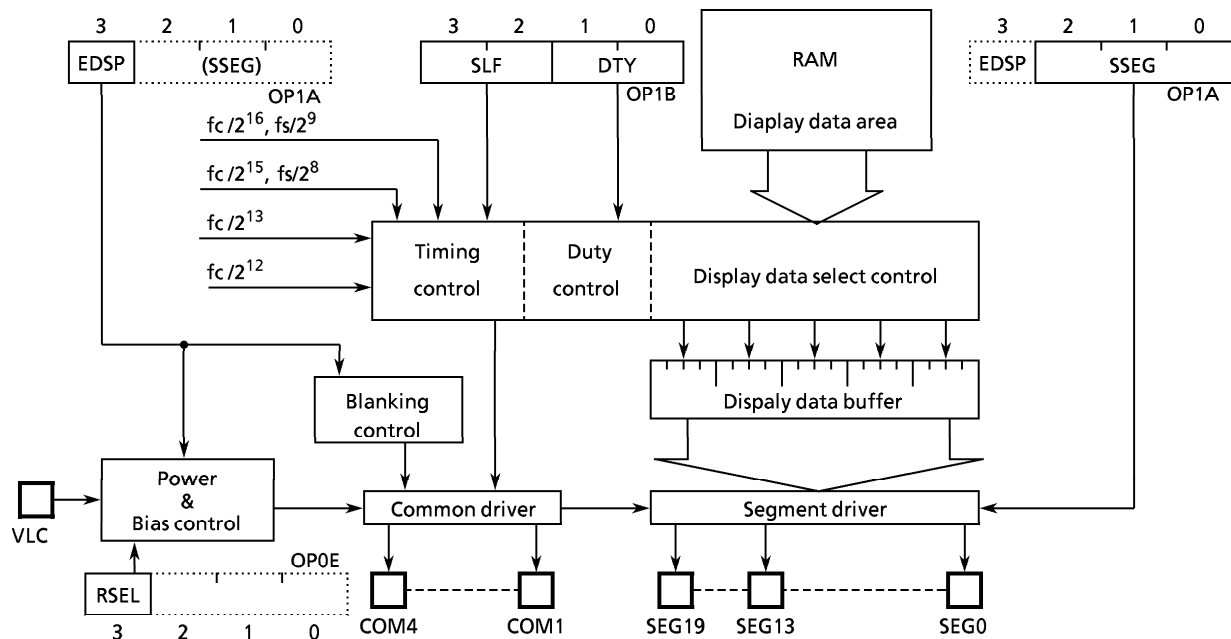 3 2 1 0
EDSP (SSEG)
OP1A
3 2 1 0
SLF DTY
OP1B
RAM
Diaplay data area
3 2 1 0
EDSP SSEG
OP1A
fc/2^16, fs/2^9
fc/2^15, fs/2^8
fc/2^13
fc/2^12
Timing
control
Duty
control
Display data select control
Blanking
control
Dispaly data buffer
Power
&
Bias control
VLC
Common driver
Segment driver
OP0E
RSEL
3 2 1 0
COM4 COM1
SEG19 SEG13 SEG0